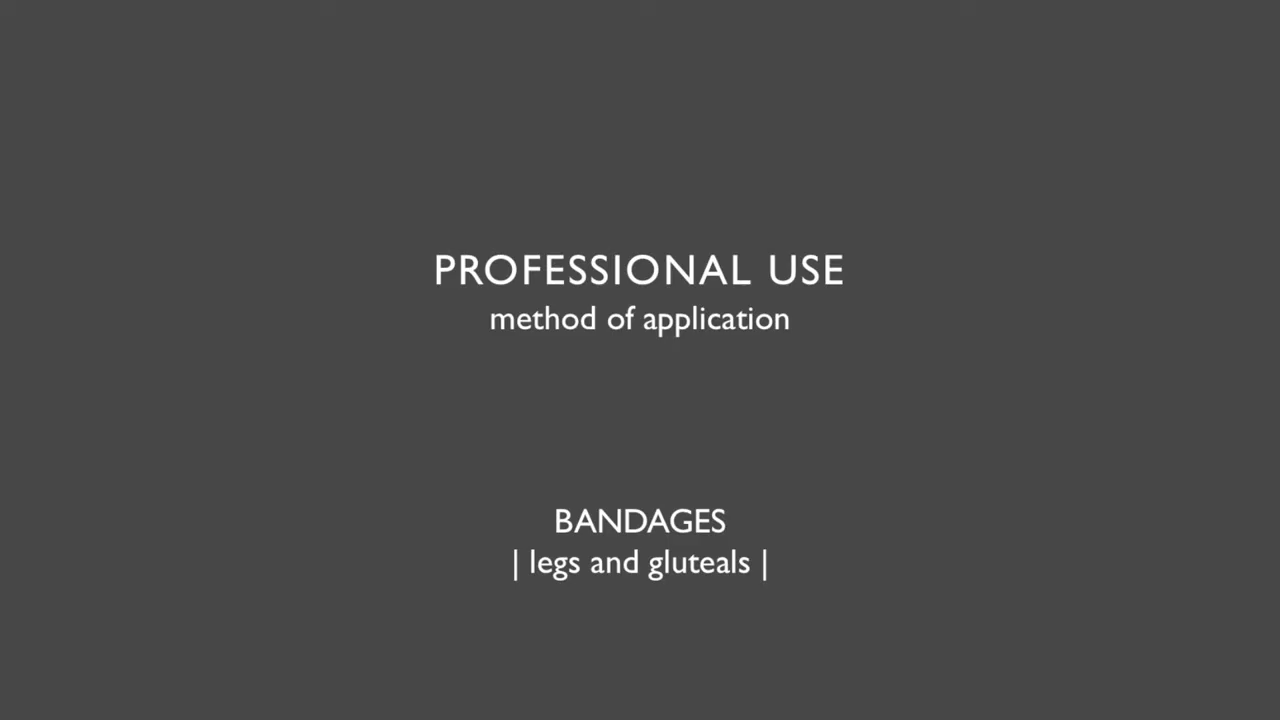 PROFESSIONAL USE
method of application
BANDAGES
| legs and gluteals |